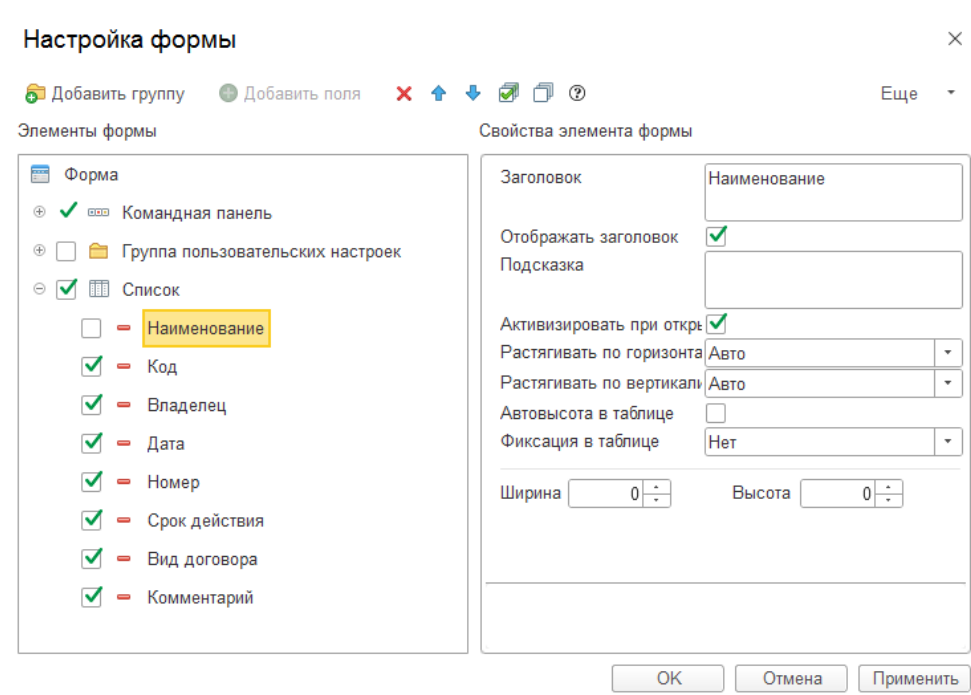 Настройка формы
Добавить группу Добавить поля Еще
Элементы формы
Свойства элемента формы
Форма
Командная панель
Группа пользовательских настроек
Список
Наименование
Код
Владелец
Дата
Номер
Срок действия
Вид договора
Комментарий
Заголовок Наименование
Отображать заголовок
Подсказка
Активизировать при откры
Растягивать по горизонта Авто
Растягивать по вертикали Авто
Автовысота в таблице
Фиксация в таблице Нет
Ширина 0 Высота 0
OK Отмена Применить